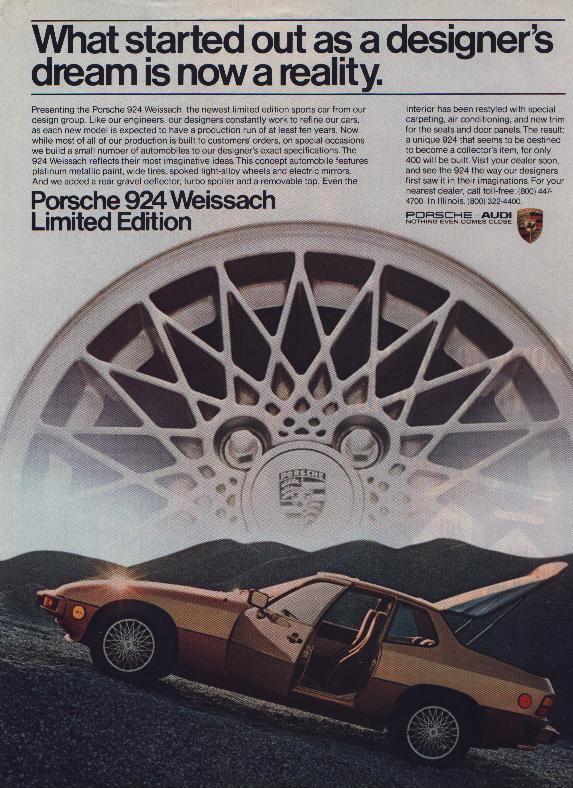 What started out as a designer's
dream is now a reality.
Presenting the Porsche 924 Weissach, the newest limited edition sports car from our
design group. Like our engineers, our designers constantly work to refine our cars,
as each new model is expected to have a production run of at least ten years. Now
while most of all of our production is built to customers' orders, on special occasions
we build a small number of automobiles to our designer's exact specifications. The
924 Weissach reflects their most imaginative ideas. This concept automobile features
platinum metallic paint, wide tires, spoked light-alloy wheels and electric mirrors.
And we added a rear gravel deflector, turbo spoiler and a removable top. Even the
interior has been restyled with special
carpeting, air conditioning, and new trim
for the seats and door panels. The result:
a unique 924 that seems to be destined
to become a collector's item, for only
400 will be built. Visit your dealer soon,
and see the 924 the way our designers
first saw it in their imaginations. For your
nearest dealer, call toll-free: (800) 447-
4700. In Illinois, (800) 322-4400.
Porsche 924 Weissach
Limited Edition
PORSCHE AUDI
NOTHING EVEN COMES CLOSE
PORSCHE